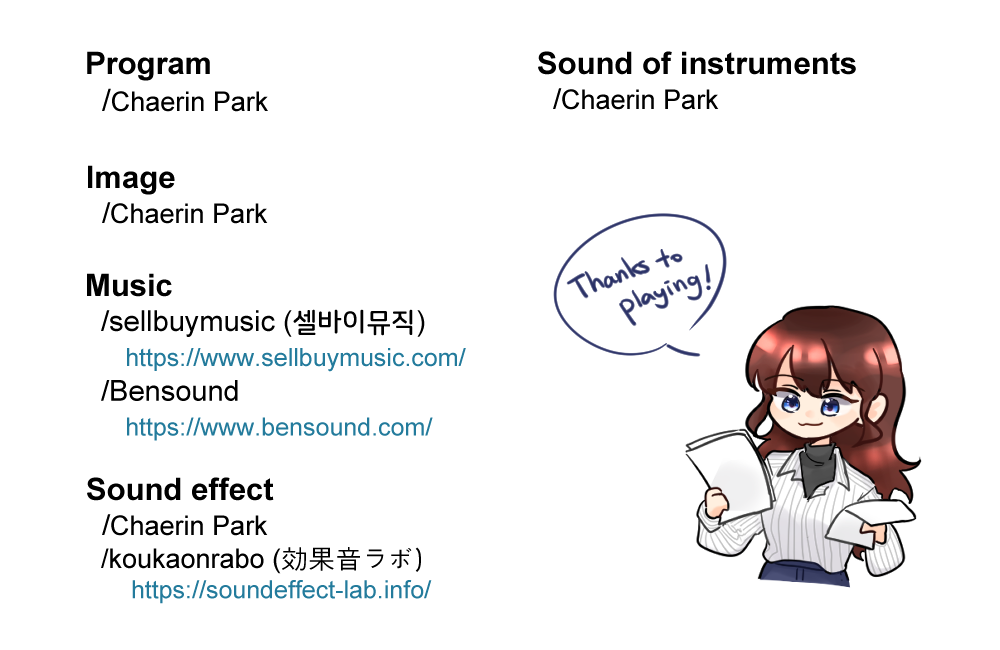 Program
/Chaerin Park
Image
/Chaerin Park
Music
/sellbuymusic (셀바이뮤직)
https://www.sellbuymusic.com/
/Bensound
https://www.bensound.com/
Sound effect
/Chaerin Park
/koukaonrabo (効果音ラボ)
https://soundeffect-lab.info/
Sound of instruments
/Chaerin Park
Thanks to
playing!